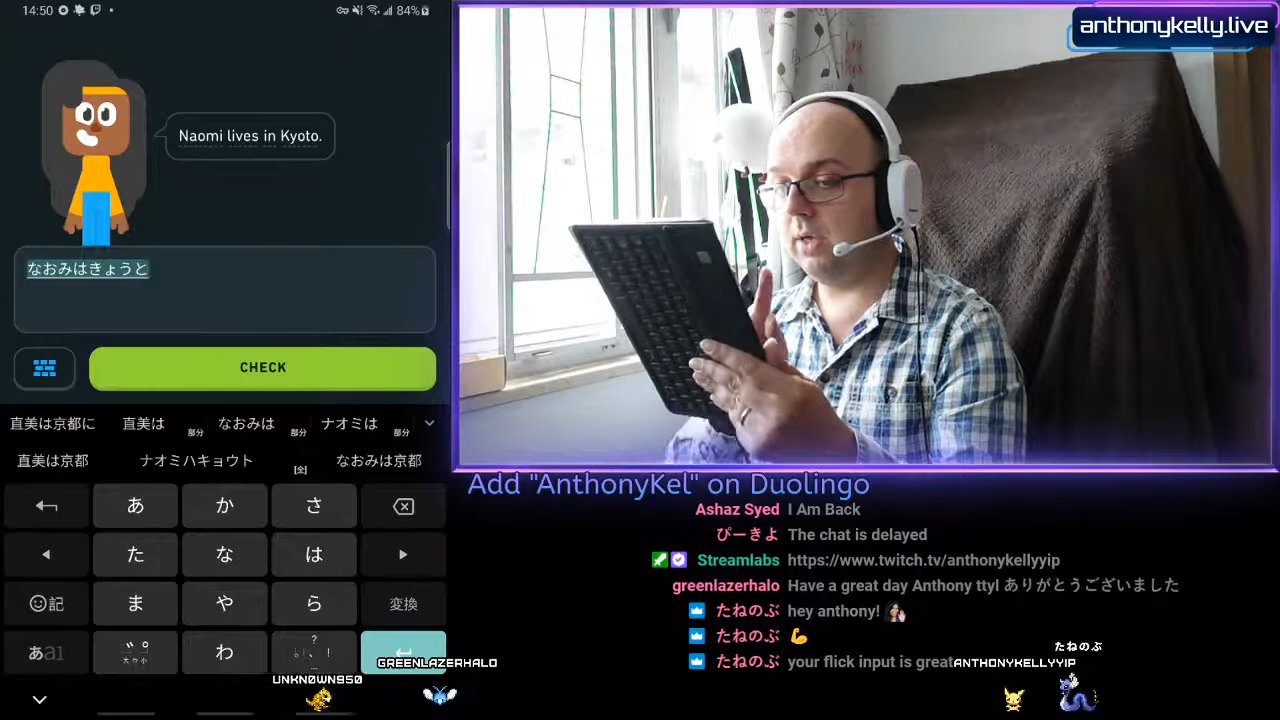 14:50
84%
Naomi lives in Kyoto.
なおみはきょうと
CHECK
直美は京都に 直美は 部分 なおみは 部分 ナオミは 部分
直美は京都 ナオミハキョウト [全] なおみは京都
あ か さ
た な は
ま や ら 変換
☺記
あa1 大⇔小 わ 。?!、…
anthonykelly.live
Add "AnthonyKel" on Duolingo
Ashaz Syed I Am Back
ぴーきよ The chat is delayed
Streamlabs https://www.twitch.tv/anthonykellyyip
greenlazerhalo Have a great day Anthony ttyl ありがとうございました
たねのぶ hey anthony!
たねのぶ 💪
たねのぶ your flick input is great
GREENLAZERHALO
UNKN0WN950
ANTHONYKELLYYIP
たねのぶ